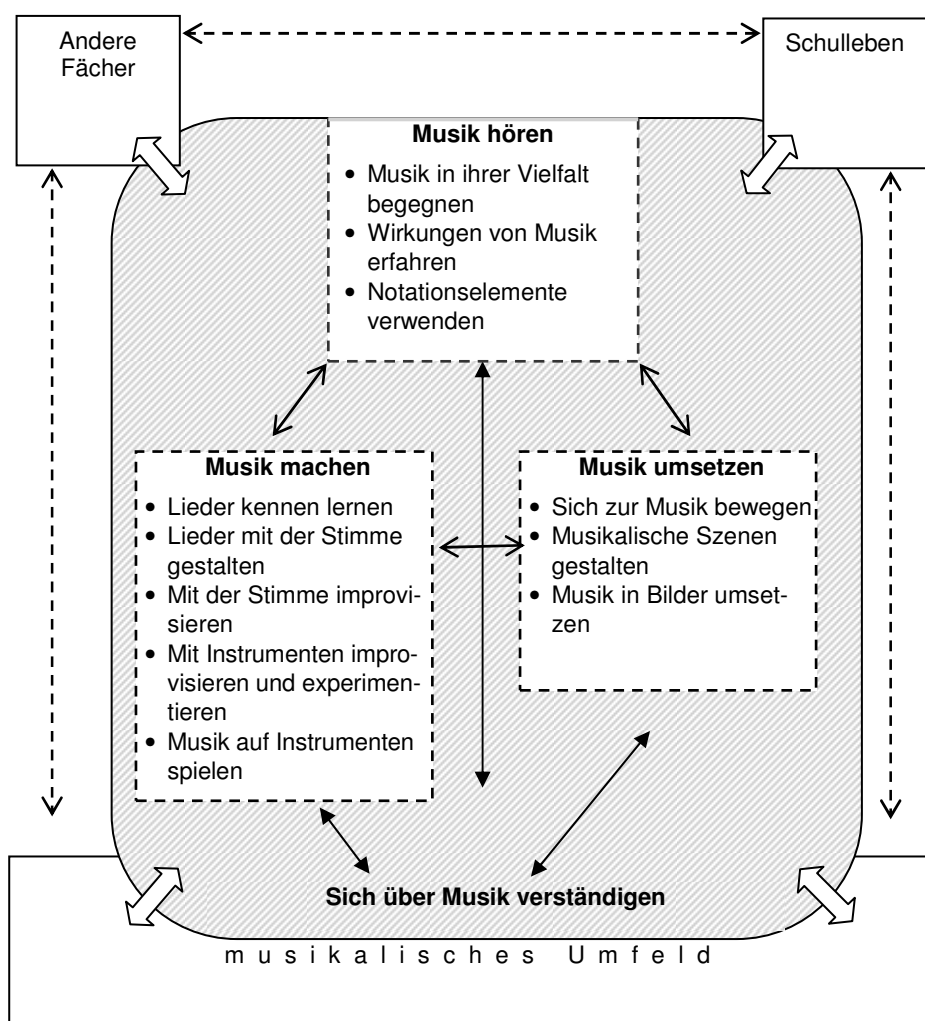 Andere
Fächer
Schulleben
Musik hören
• Musik in ihrer Vielfalt
begegnen
• Wirkungen von Musik
erfahren
• Notationselemente
verwenden
Musik machen
• Lieder kennen lernen
• Lieder mit der Stimme
gestalten
• Mit der Stimme improvi-
sieren
• Mit Instrumenten impro-
visieren und experimen-
tieren
• Musik auf Instrumenten
spielen
Musik umsetzen
• Sich zur Musik bewegen
• Musikalische Szenen
gestalten
• Musik in Bilder umset-
zen
Sich über Musik verständigen
musikalisches Umfeld